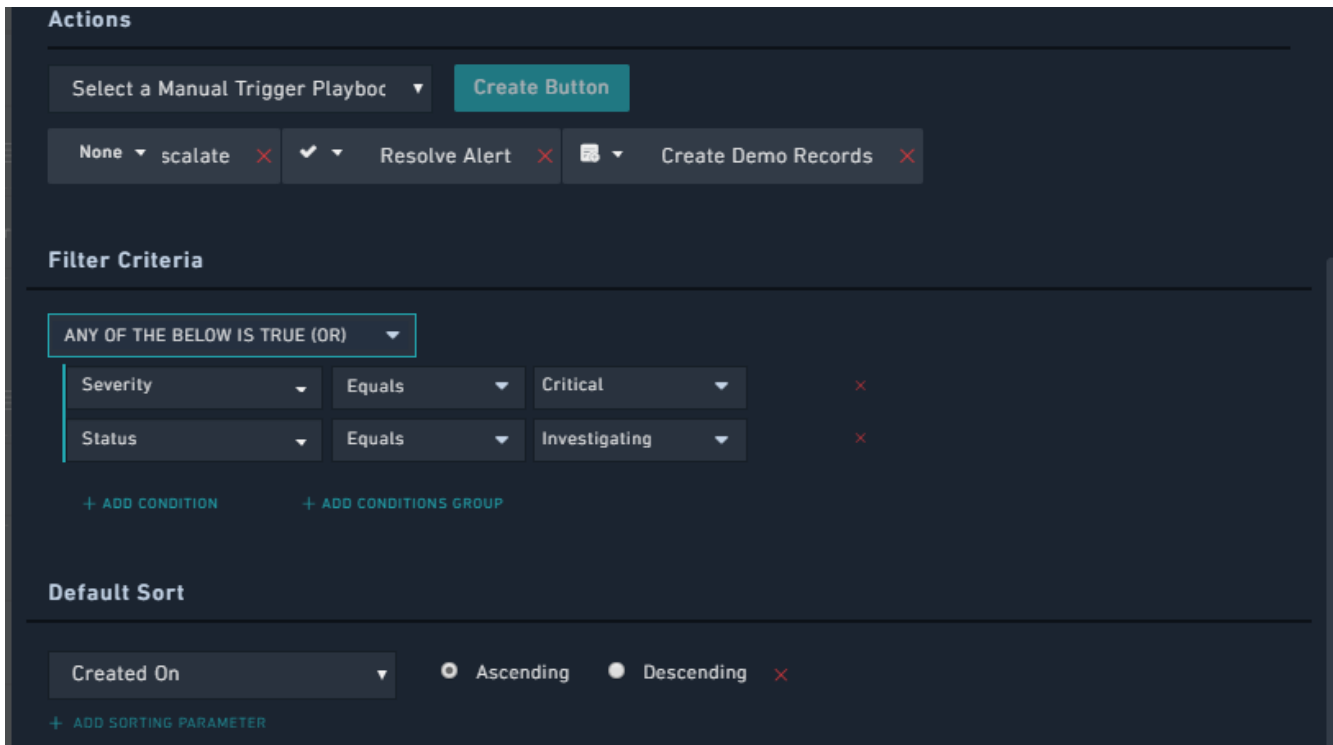 Actions
Select a Manual Trigger Playboc Create Button
None scalate Resolve Alert Create Demo Records
Filter Criteria
ANY OF THE BELOW IS TRUE (OR)
Severity Equals Critical
Status Equals Investigating
+ ADD CONDITION + ADD CONDITIONS GROUP
Default Sort
Created On Ascending Descending
+ ADD SORTING PARAMETER